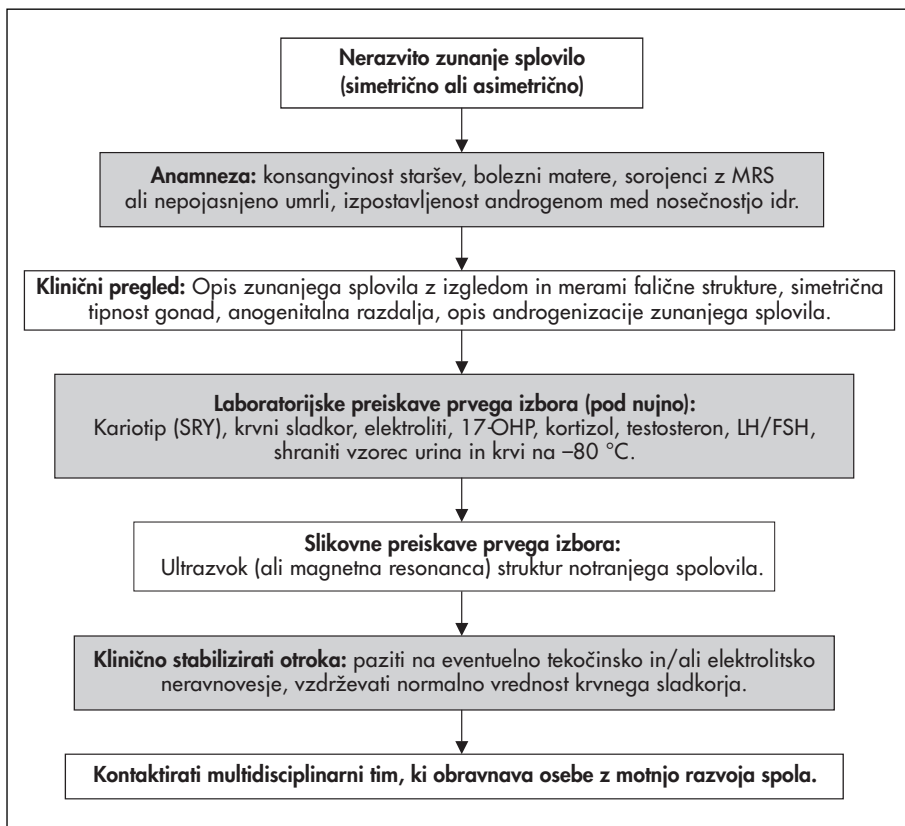 Nerazvito zunanje splovilo
(simetrično ali asimetrično)
Anamneza: konsangvinost staršev, bolezni matere, sorojenci z MRS
ali nepojasnjeno umrli, izpostavljenost androgenom med nosečnostjo idr.
Klinični pregled: Opis zunanjega splovila z izgledom in merami falične strukture, simetrična
tipnost gonad, anogenitalna razdalja, opis androgenizacije zunanjega splovila.
Laboratorijske preiskave prvega izbora (pod nujno):
Kariotip (SRY), krvni sladkor, elektroliti, 17-OHP, kortizol, testosteron, LH/FSH,
shraniti vzorec urina in krvi na –80 °C.
Slikovne preiskave prvega izbora:
Ultrazvok (ali magnetna resonanca) struktur notranjega spolovila.
Klinično stabilizirati otroka: paziti na eventuelno tekočinsko in/ali elektrolitsko
neravnovesje, vzdrževati normalno vrednost krvnega sladkorja.
Kontaktirati multidisciplinarni tim, ki obravnava osebe z motnjo razvoja spola.